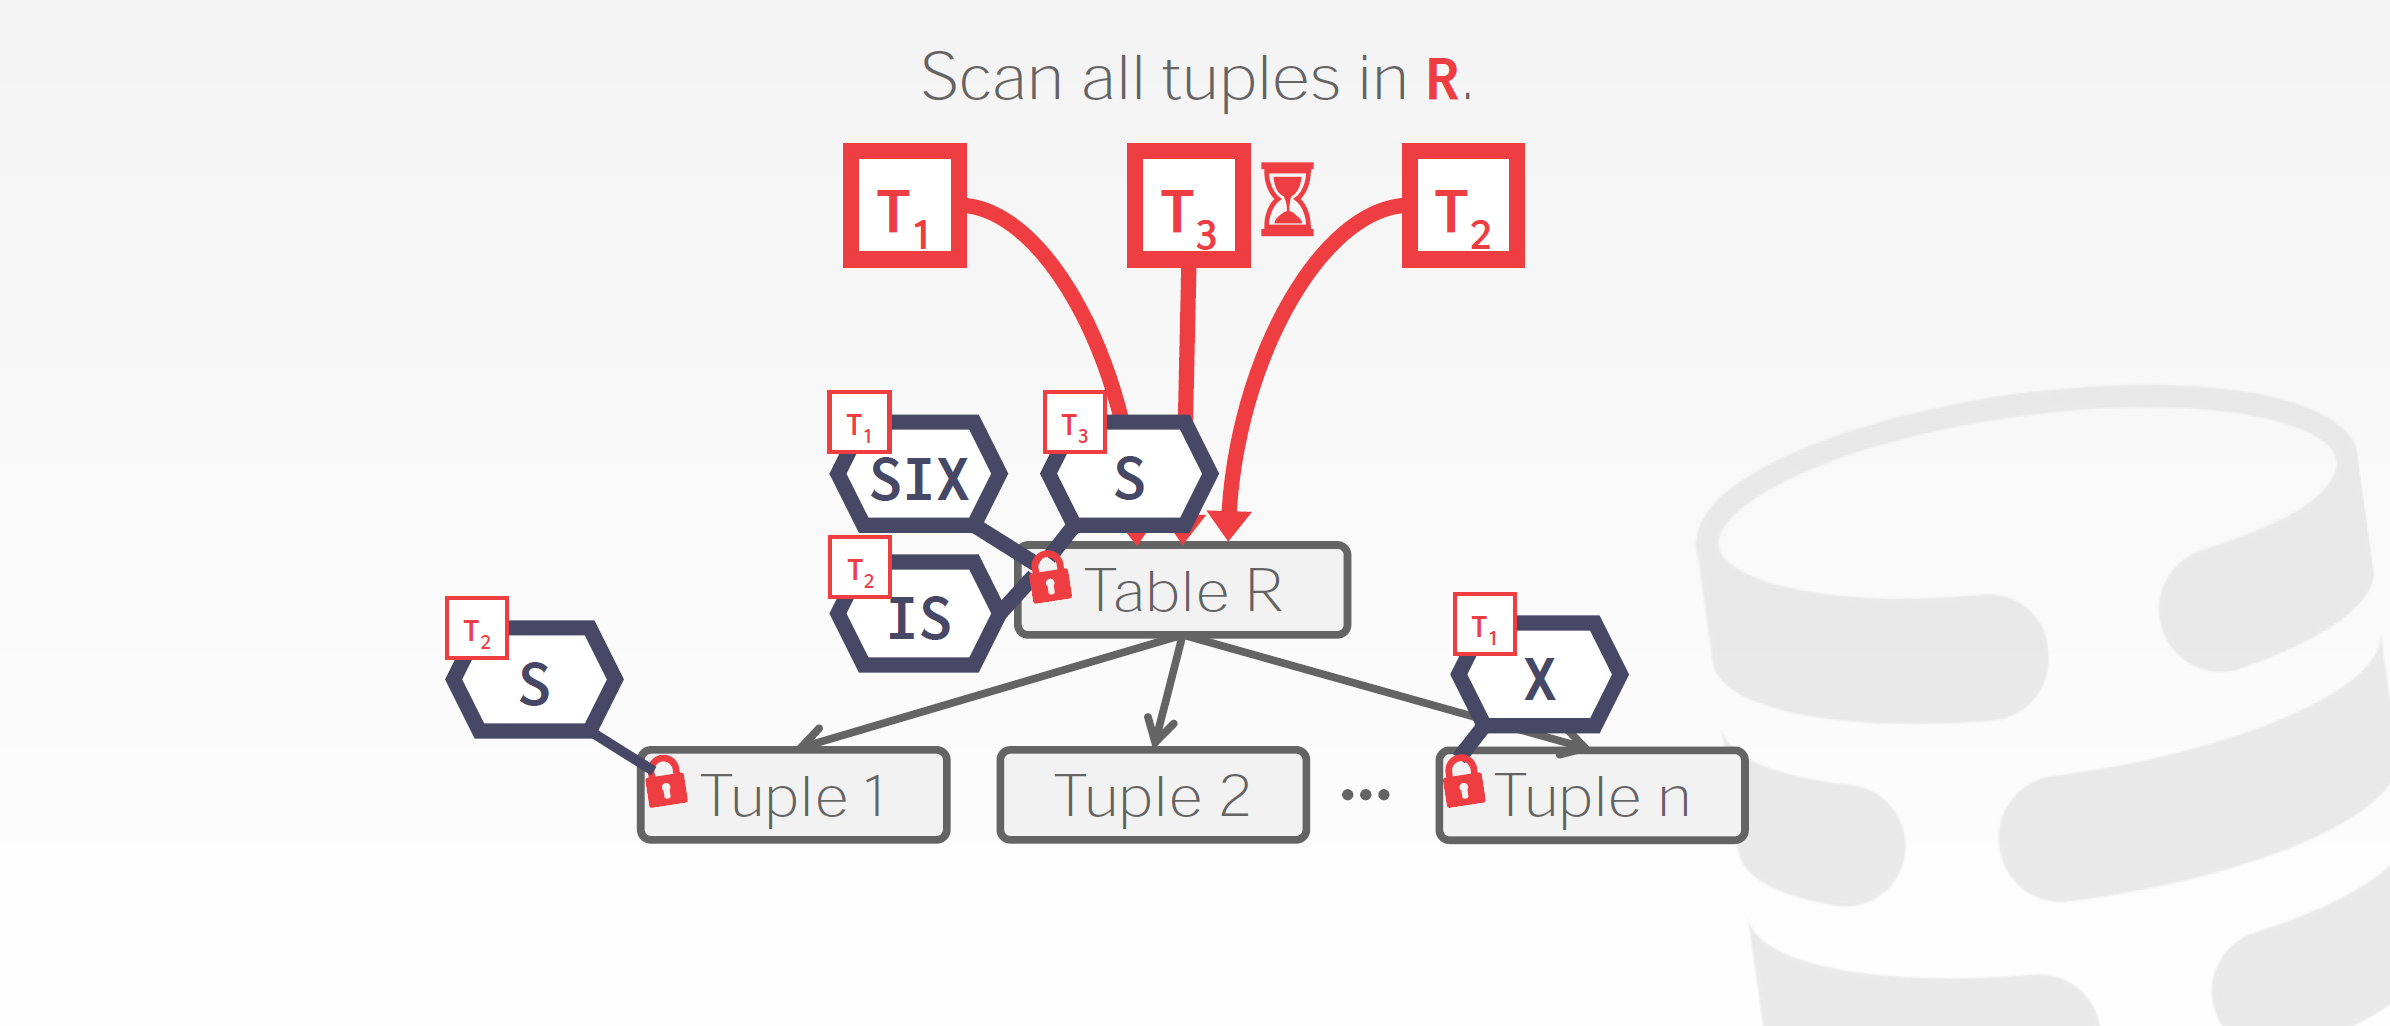 Scan all tuples in R.
T1
T3
T2
T1
SIX
T3
S
T2
IS
Table R
T2
S
T1
X
Tuple 1
Tuple 2
...
Tuple n